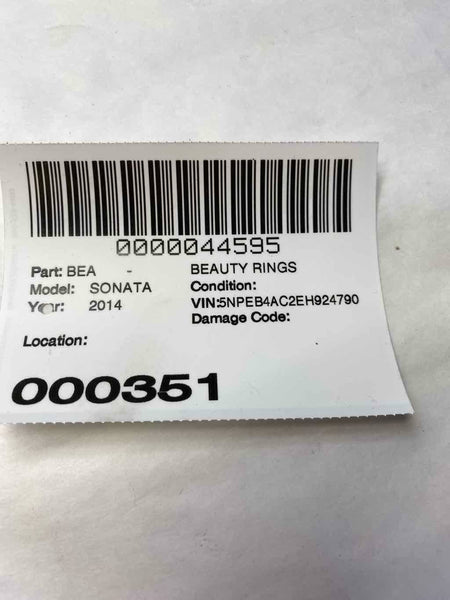 0000044595
Part: BEA - BEAUTY RINGS
Model: SONATA Condition:
Year: 2014 VIN:5NPEB4AC2EH924790
Damage Code:
Location:
000351